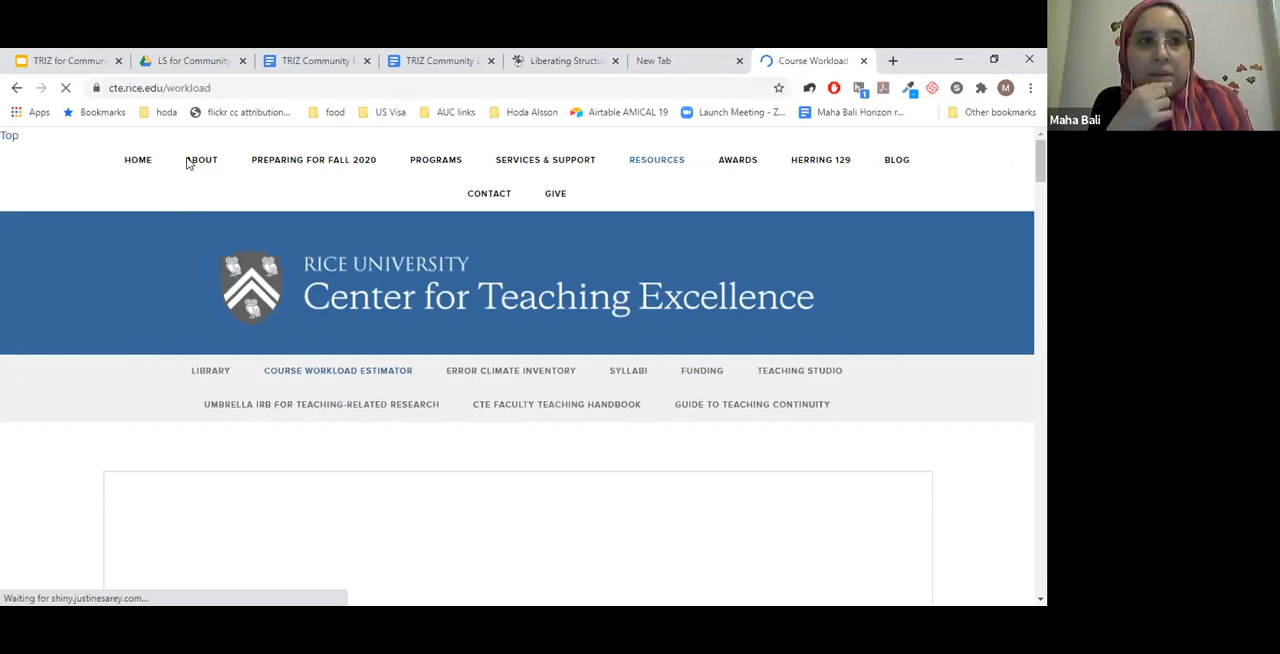 TRIZ for Commun
LS for Community
TRIZ Community
TRIZ Community
Liberating Structu
New Tab
Course Workload
cte.rice.edu/workload
Apps
Bookmarks
hoda
flickr cc attribution...
food
US Visa
AUC links
Hoda Alsson
Airtable AMICAL 19
Launch Meeting - Z...
Maha Bali Horizon r...
Other bookmarks
Maha Bali
Top
HOME ABOUT PREPARING FOR FALL 2020 PROGRAMS SERVICES & SUPPORT RESOURCES AWARDS HERRING 129 BLOG
CONTACT GIVE
RICE UNIVERSITY
Center for Teaching Excellence
LIBRARY COURSE WORKLOAD ESTIMATOR ERROR CLIMATE INVENTORY SYLLABI FUNDING TEACHING STUDIO
UMBRELLA IRB FOR TEACHING-RELATED RESEARCH CTE FACULTY TEACHING HANDBOOK GUIDE TO TEACHING CONTINUITY
Waiting for shiny.justinesarey.com...